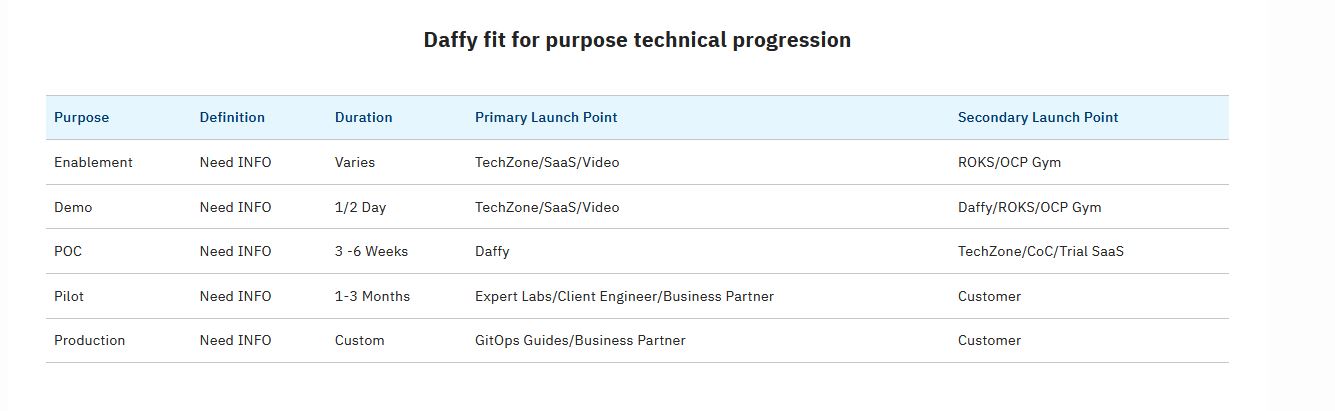 Daffy fit for purpose technical progression
Purpose Definition Duration Primary Launch Point Secondary Launch Point
Enablement Need INFO Varies TechZone/SaaS/Video ROKS/OCP Gym
Demo Need INFO 1/2 Day TechZone/SaaS/Video Daffy/ROKS/OCP Gym
POC Need INFO 3 -6 Weeks Daffy TechZone/CoC/Trial SaaS
Pilot Need INFO 1-3 Months Expert Labs/Client Engineer/Business Partner Customer
Production Need INFO Custom GitOps Guides/Business Partner Customer